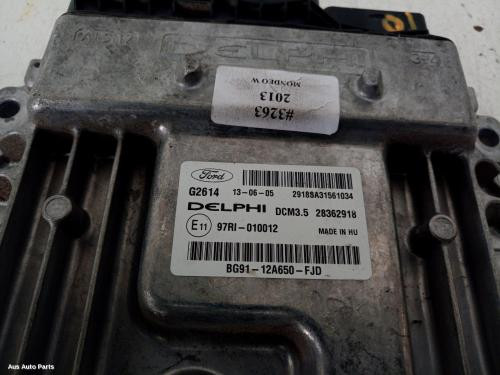 DELPHI
#3263
2013
MONDEO W
Ford
G2614 13-06-05 2918SA31561034
DELPHI DCM3.5 28362918
E11 97RI-010012 MADE IN HU
BG91-12A650-FJD
Aus Auto Parts